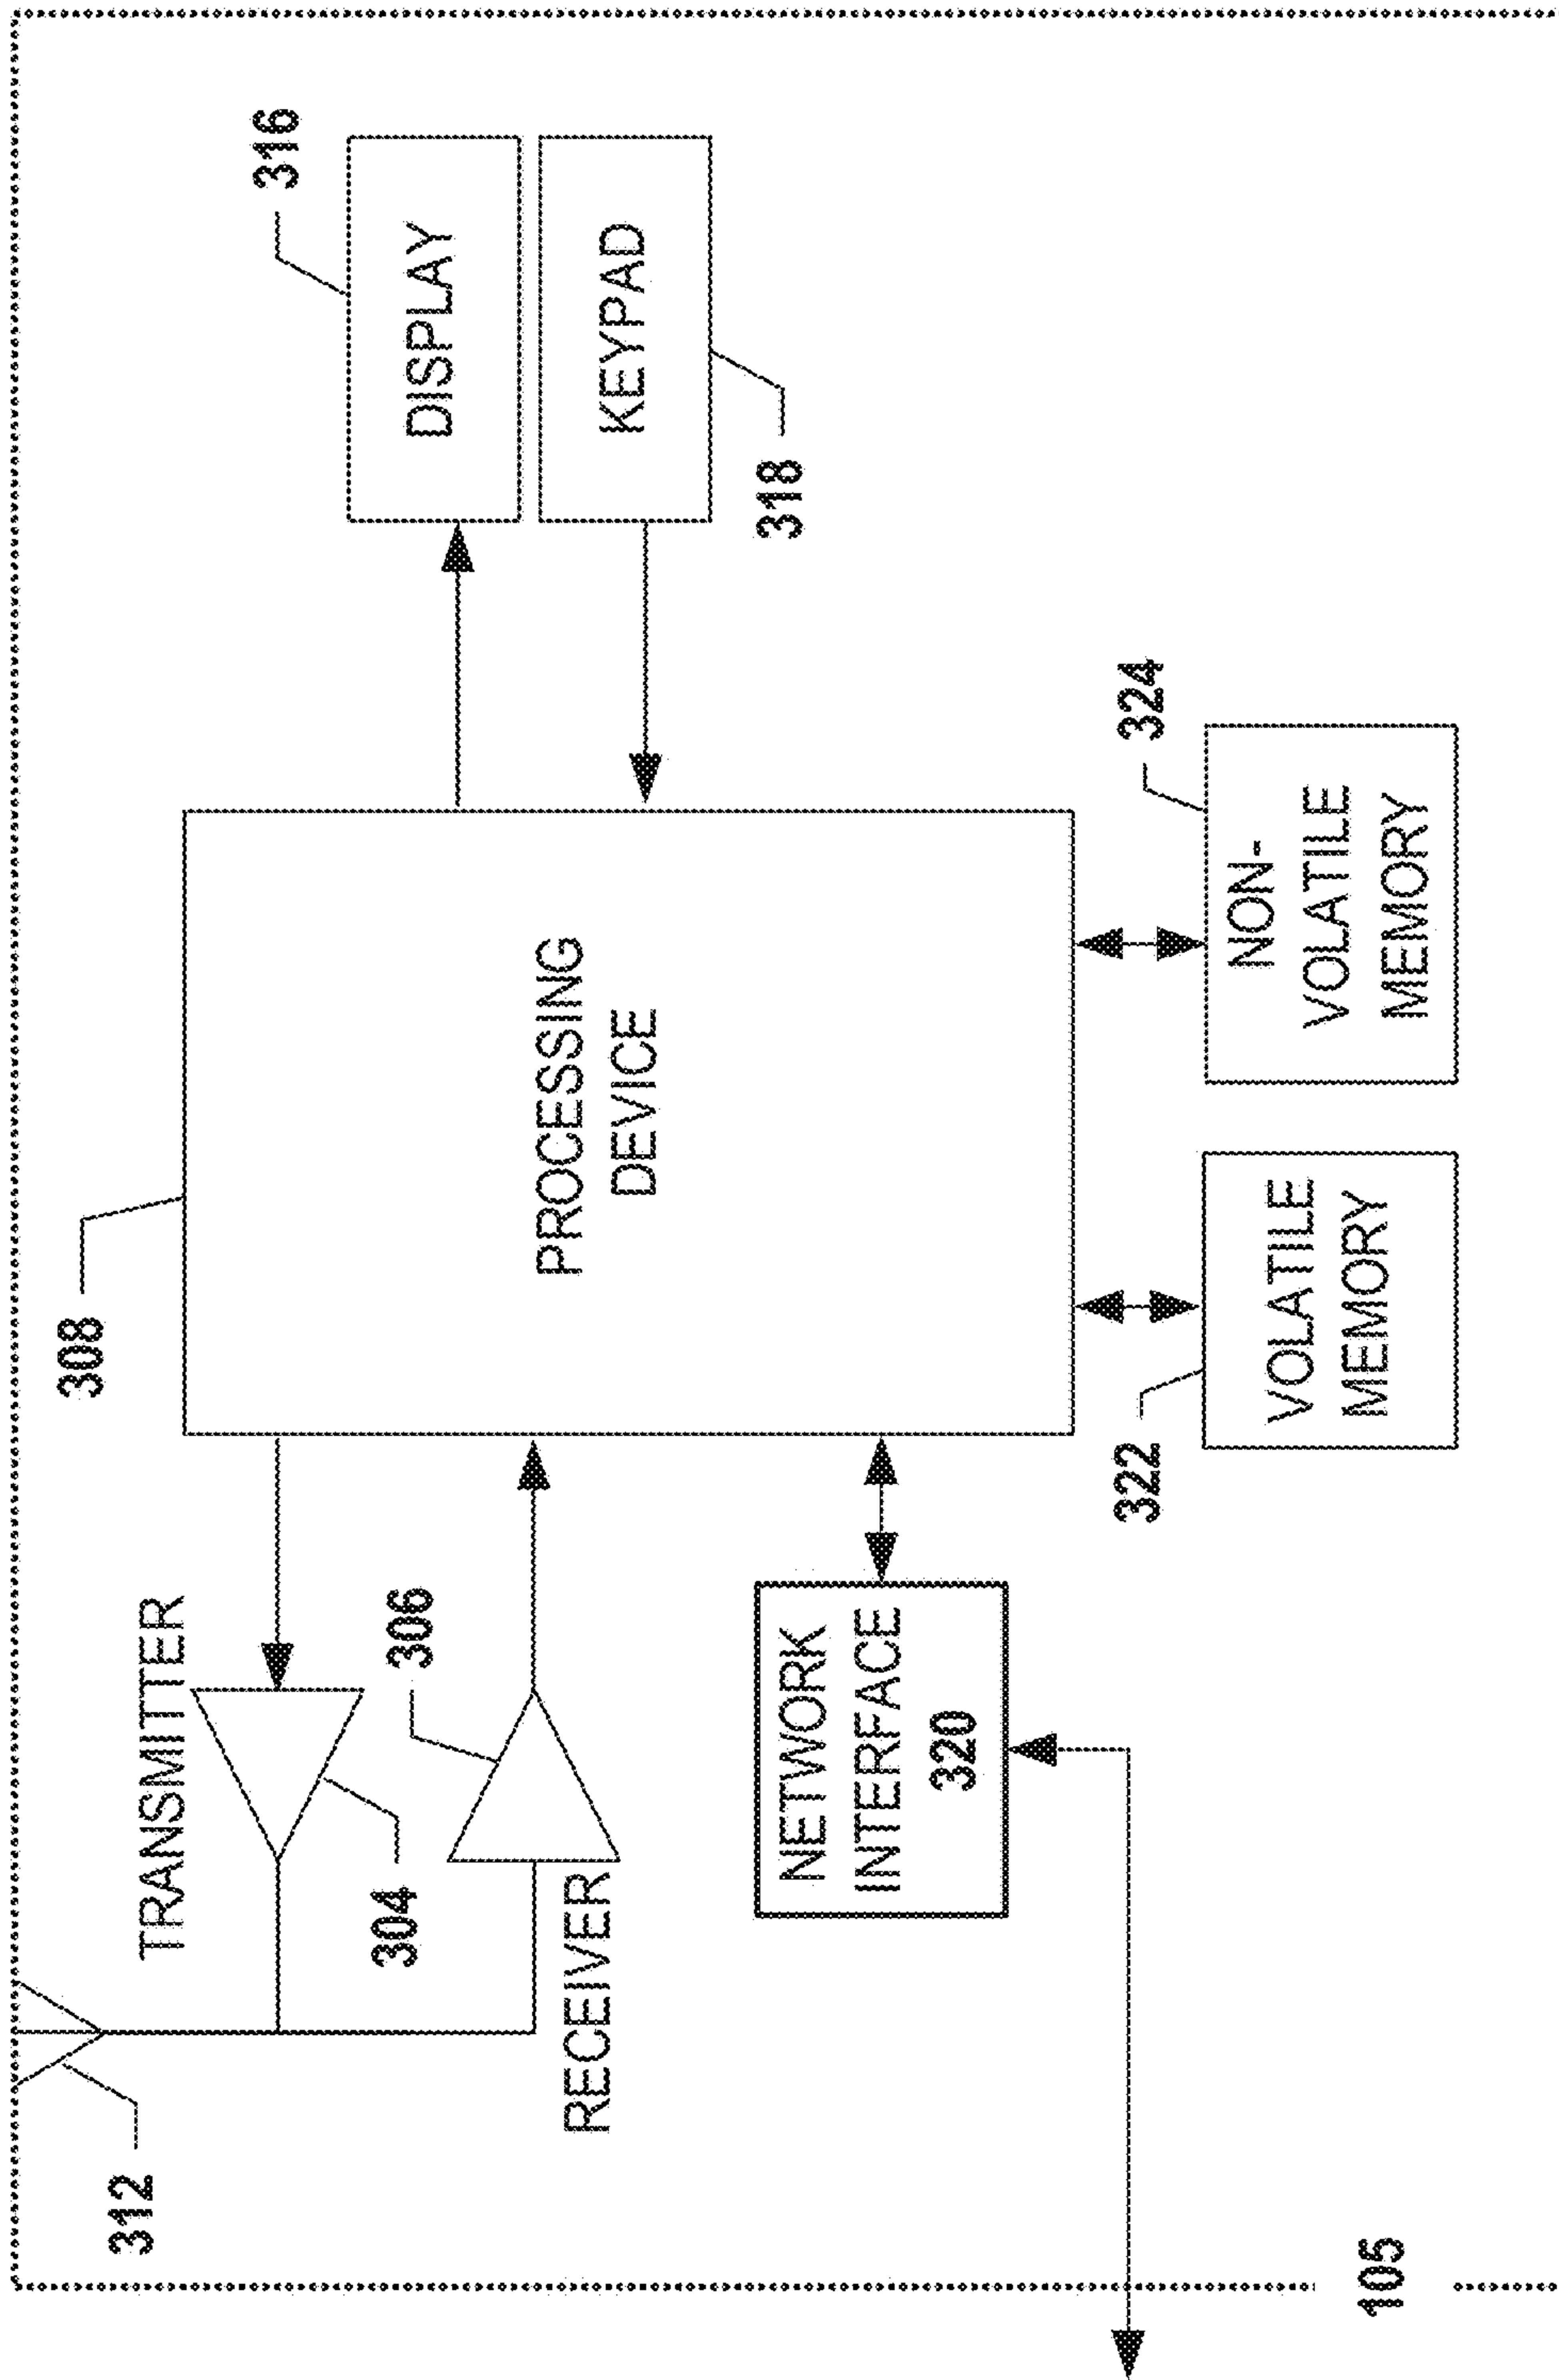 312
TRANSMITTER
304
306
RECEIVER
308
PROCESSING
DEVICE
316
DISPLAY
KEYPAD
318
NETWORK
INTERFACE
320
322
VOLATILE
MEMORY
324
NON-
VOLATILE
MEMORY
105